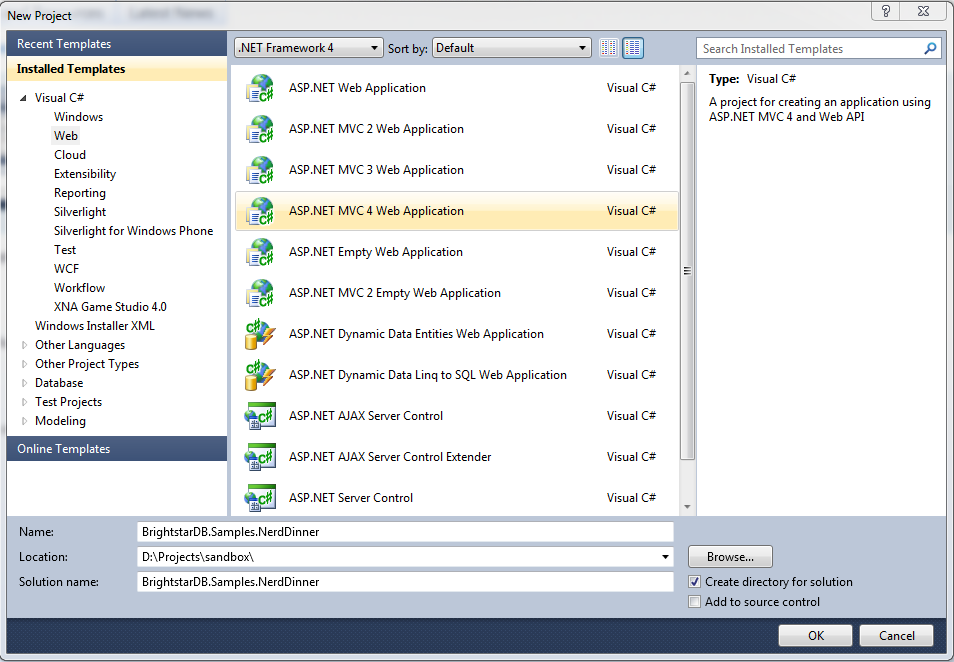 New Project
Recent Templates
Installed Templates
Visual C#
Windows
Web
Cloud
Extensibility
Reporting
Silverlight
Silverlight for Windows Phone
Test
WCF
Workflow
XNA Game Studio 4.0
Windows Installer XML
Other Languages
Other Project Types
Database
Test Projects
Modeling
Online Templates
.NET Framework 4 Sort by: Default
ASP.NET Web Application Visual C#
ASP.NET MVC 2 Web Application Visual C#
ASP.NET MVC 3 Web Application Visual C#
ASP.NET MVC 4 Web Application Visual C#
ASP.NET Empty Web Application Visual C#
ASP.NET MVC 2 Empty Web Application Visual C#
ASP.NET Dynamic Data Entities Web Application Visual C#
ASP.NET Dynamic Data Linq to SQL Web Application Visual C#
ASP.NET AJAX Server Control Visual C#
ASP.NET AJAX Server Control Extender Visual C#
ASP.NET Server Control Visual C#
Search Installed Templates
Type: Visual C#
A project for creating an application using
ASP.NET MVC 4 and Web API
Name: BrightstarDB.Samples.NerdDinner
Location: D:\Projects\sandbox\ Browse...
Solution name: BrightstarDB.Samples.NerdDinner
Create directory for solution
Add to source control
OK Cancel